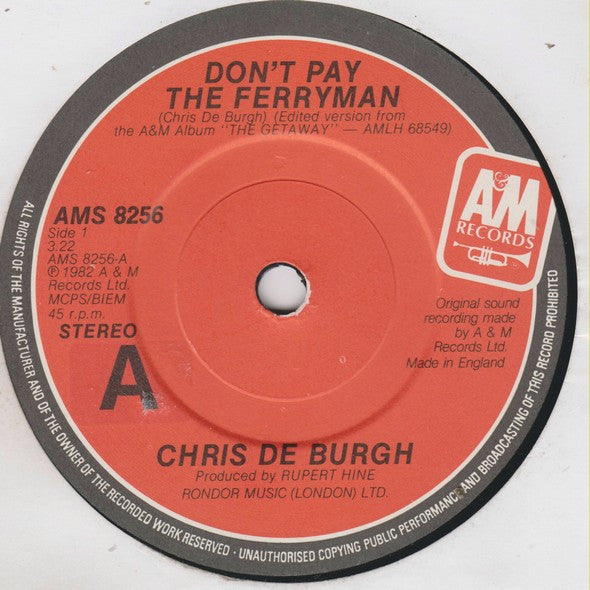 DON'T PAY
THE FERRYMAN
(Chris De Burgh) (Edited version from
the A&M Album "THE GETAWAY" — AMLH 68549)
A&M
RECORDS
AMS 8256
Side 1
3.22
AMS 8256-A
℗ 1982 A & M
Records Ltd.
MCPS/BIEM
45 r.p.m.
STEREO
A
Original sound
recording made
by A & M
Records Ltd.
Made in England
CHRIS DE BURGH
Produced by RUPERT HINE
RONDOR MUSIC (LONDON) LTD.
ALL RIGHTS OF THE MANUFACTURER AND OF THE OWNER OF THE RECORDED WORK RESERVED · UNAUTHORISED COPYING PUBLIC PERFORMANCE AND BROADCASTING OF THIS RECORD PROHIBITED